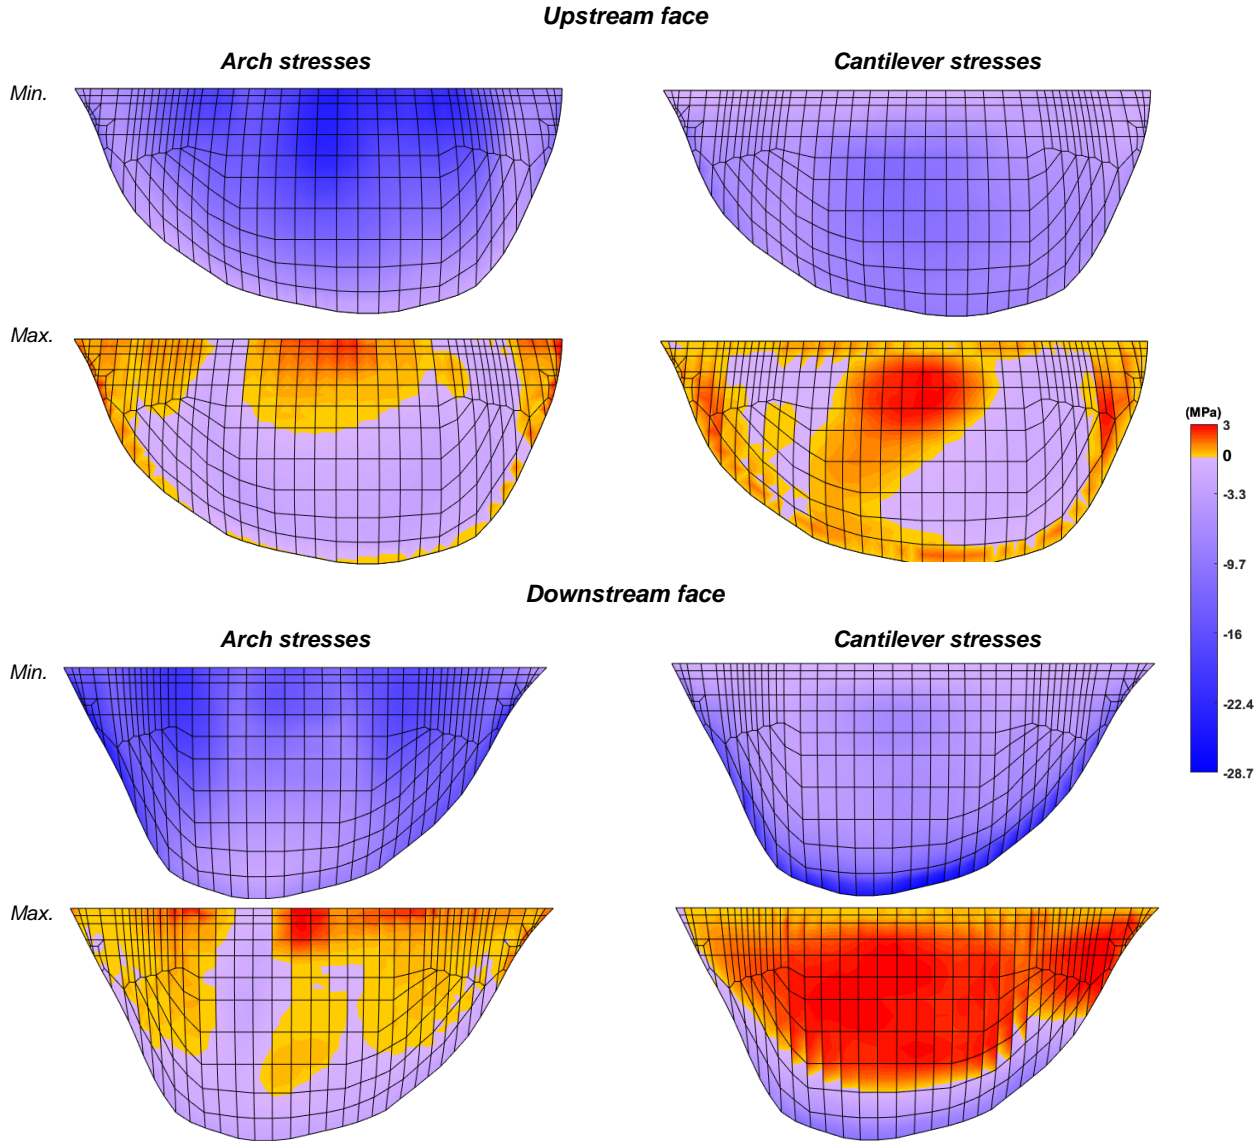 Upstream face
Arch stresses
Cantilever stresses
Min.
Max.
(MPa)
3
0
-3.3
-9.7
-16
-22.4
-28.7
Downstream face
Arch stresses
Cantilever stresses
Min.
Max.